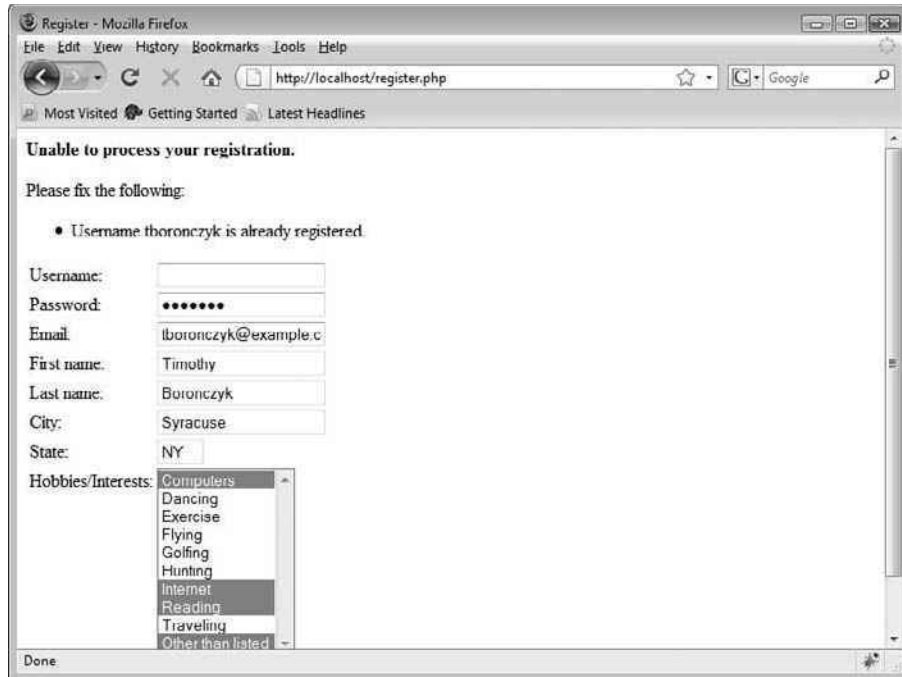 Register - Mozilla Firefox
File Edit View History Bookmarks Tools Help
http://localhost/register.php
G Google
Most Visited Getting Started Latest Headlines
Unable to process your registration.
Please fix the following:
• Username tboronczyk is already registered.
Username:
Password: •••••••
Email: tboronczyk@example.c
First name: Timothy
Last name: Boronczyk
City: Syracuse
State: NY
Hobbies/Interests: Computers
Dancing
Exercise
Flying
Golfing
Hunting
Internet
Reading
Traveling
Other than listed
Done